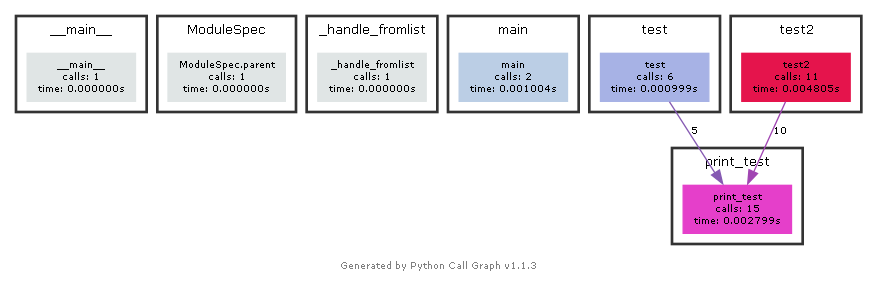 __main__
__main__
calls: 1
time: 0.000000s
ModuleSpec
ModuleSpec.parent
calls: 1
time: 0.000000s
_handle_fromlist
_handle_fromlist
calls: 1
time: 0.000000s
main
main
calls: 2
time: 0.001004s
test
test
calls: 6
time: 0.000999s
test2
test2
calls: 11
time: 0.004805s
5
10
print_test
print_test
calls: 15
time: 0.002799s
Generated by Python Call Graph v1.1.3